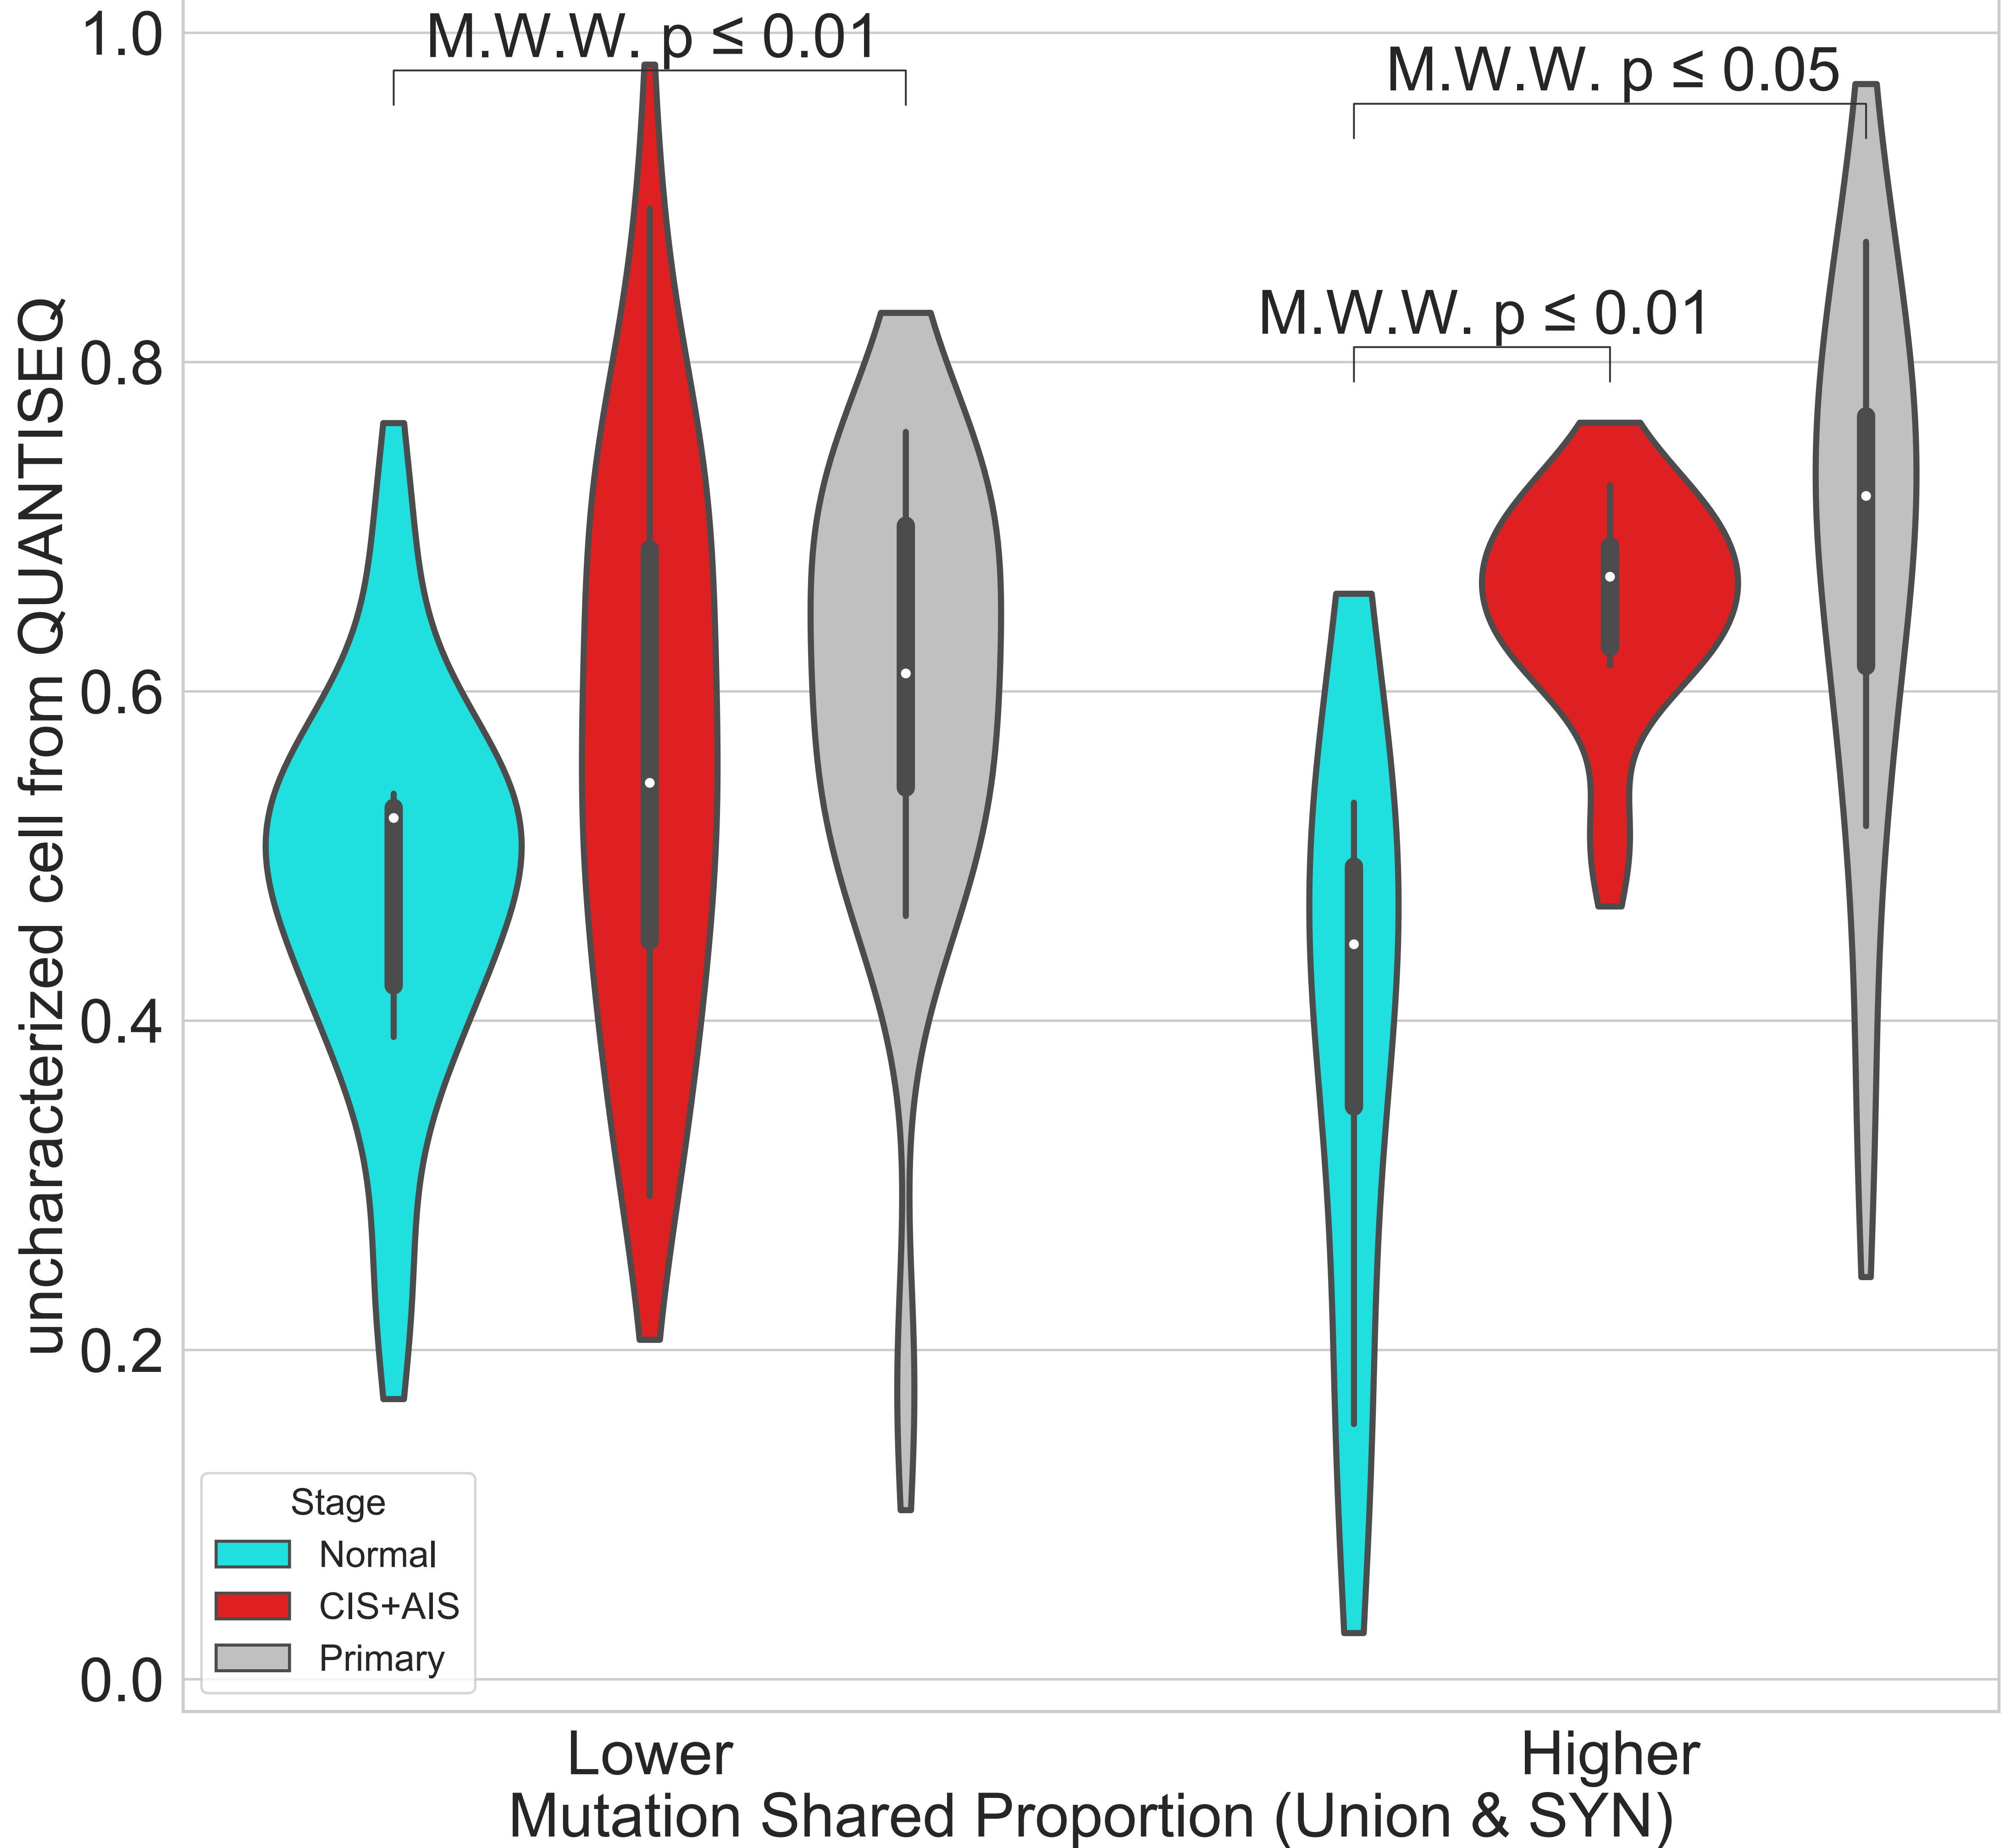 M.W.W. p ≤ 0.01
M.W.W. p ≤ 0.05
M.W.W. p ≤ 0.01
uncharacterized cell from QUANTISEQ
1.0
0.8
0.6
0.4
0.2
0.0
Stage
Normal
CIS+AIS
Primary
Lower
Higher
Mutation Shared Proportion (Union & SYN)